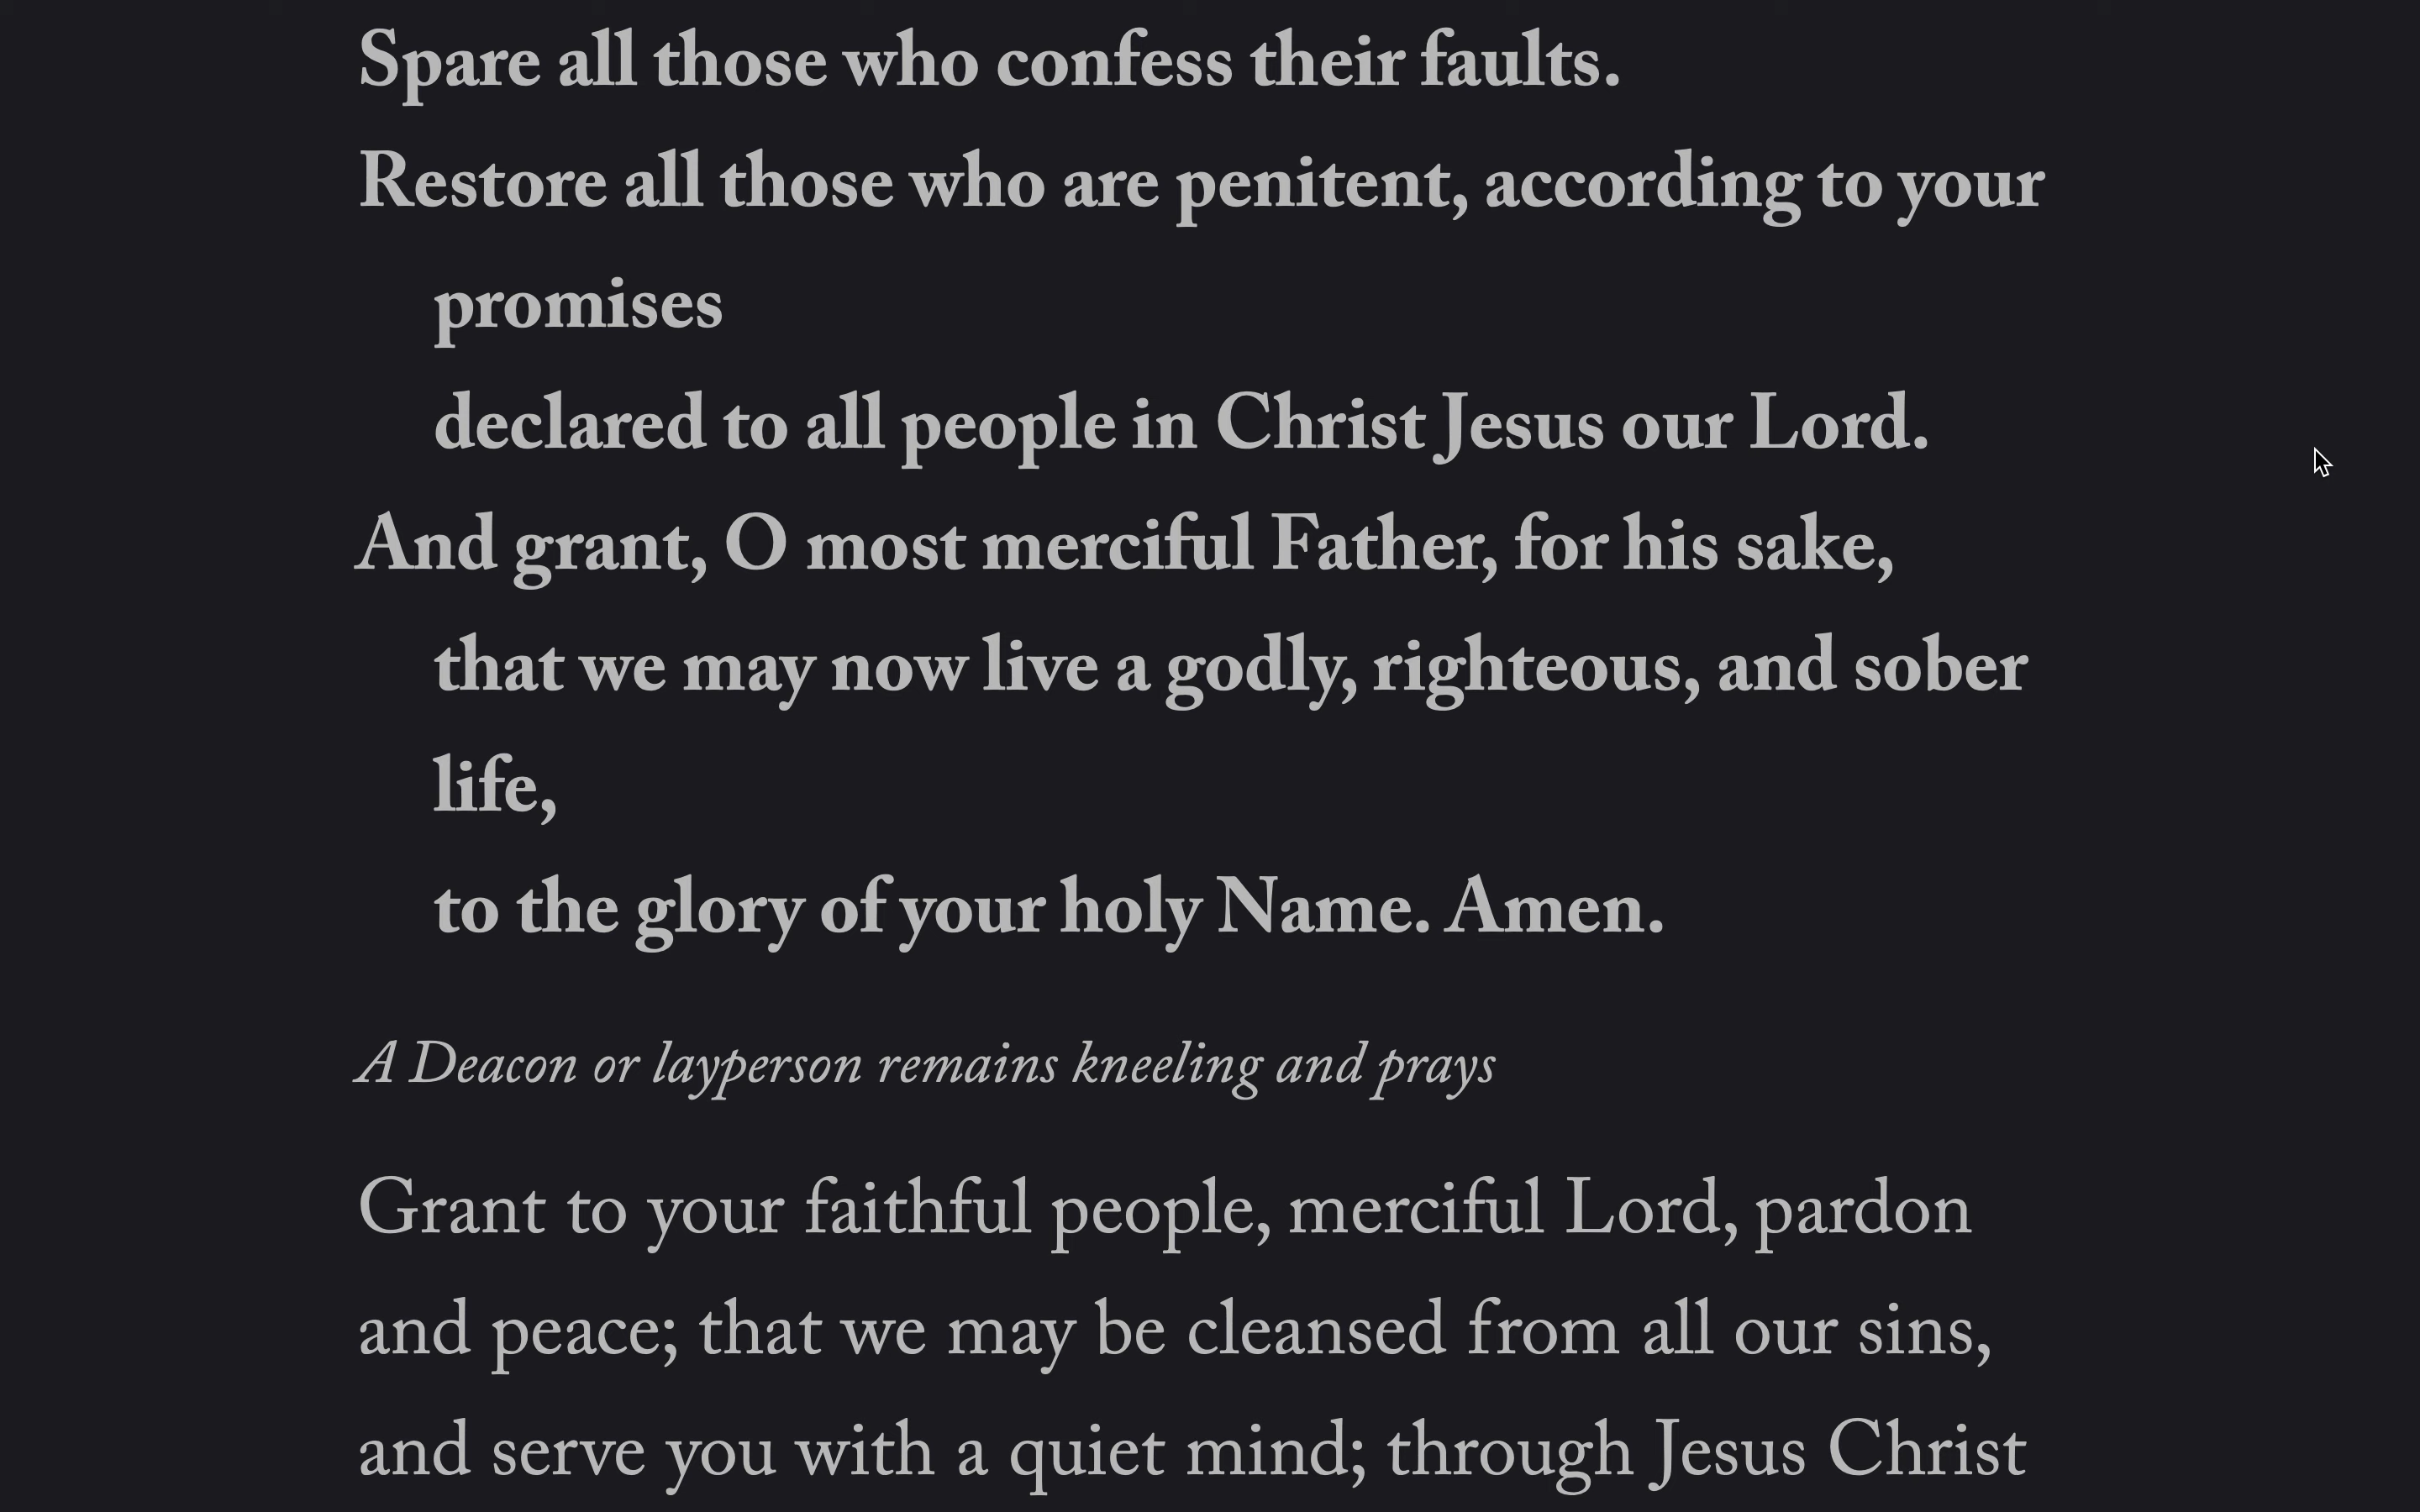 Spare all those who confess their faults.
Restore all those who are penitent, according to your
promises
declared to all people in Christ Jesus our Lord.
And grant, O most merciful Father, for his sake,
that we may now live a godly, righteous, and sober
life,
to the glory of your holy Name. Amen.
A Deacon or layperson remains kneeling and prays
Grant to your faithful people, merciful Lord, pardon
and peace; that we may be cleansed from all our sins,
and serve you with a quiet mind; through Jesus Christ